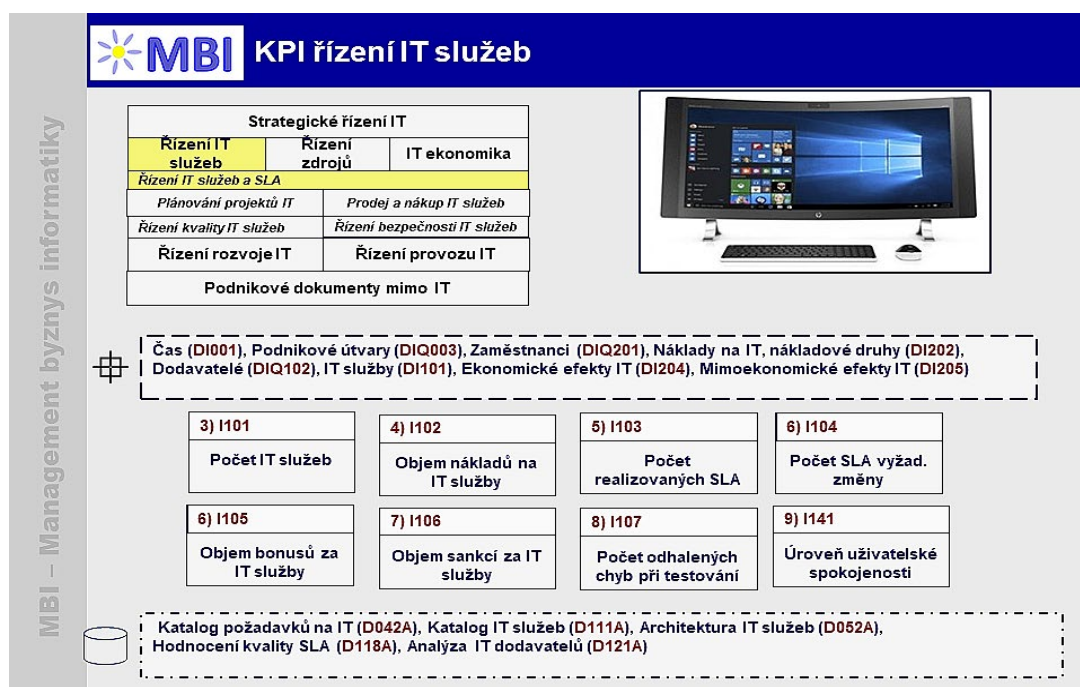 MBI
KPI řízení IT služeb
MBI – Management byznys informatiky
Strategické řízení IT
Řízení IT
služeb
Řízení
zdrojů
IT ekonomika
Řízení IT služeb a SLA
Plánování projektů IT
Prodej a nákup IT služeb
Řízení kvality IT služeb
Řízení bezpečnosti IT služeb
Řízení rozvoje IT
Řízení provozu IT
Podnikové dokumenty mimo IT
Čas (DI001), Podnikové útvary (DIQ003), Zaměstnanci (DIQ201), Náklady na IT, nákladové druhy (DI202),
Dodavatelé (DIQ102), IT služby (DI101), Ekonomické efekty IT (DI204), Mimoekonomické efekty IT (DI205)
3) I101
Počet IT služeb
4) I102
Objem nákladů na
IT služby
5) I103
Počet
realizovaných SLA
6) I104
Počet SLA vyžad.
změny
6) I105
Objem bonusů za
IT služby
7) I106
Objem sankcí za IT
služby
8) I107
Počet odhalených
chyb při testování
9) I141
Úroveň uživatelské
spokojenosti
Katalog požadavků na IT (D042A), Katalog IT služeb (D111A), Architektura IT služeb (D052A),
Hodnocení kvality SLA (D118A), Analýza IT dodavatelů (D121A)